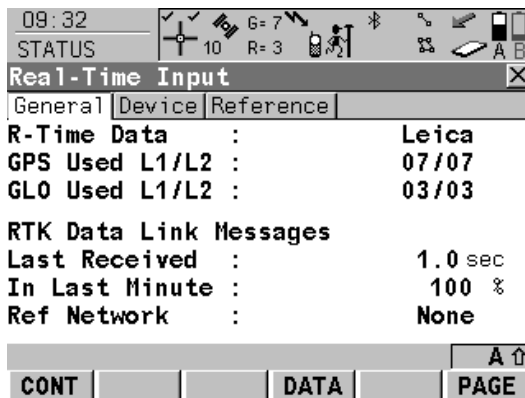 09:32 G= 7
STATUS 10 R= 3 A B
Real-Time Input
General Device Reference
R-Time Data : Leica
GPS Used L1/L2 : 07/07
GLO Used L1/L2 : 03/03
RTK Data Link Messages
Last Received : 1.0 sec
In Last Minute : 100 %
Ref Network : None
A
CONT DATA PAGE